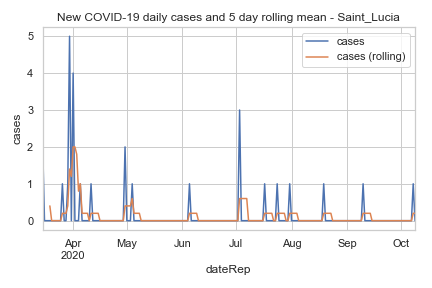 New COVID-19 daily cases and 5 day rolling mean - Saint_Lucia
cases
cases (rolling)
5
4
3
2
1
0
cases
Apr
2020
May
Jun
Jul
Aug
Sep
Oct
dateRep